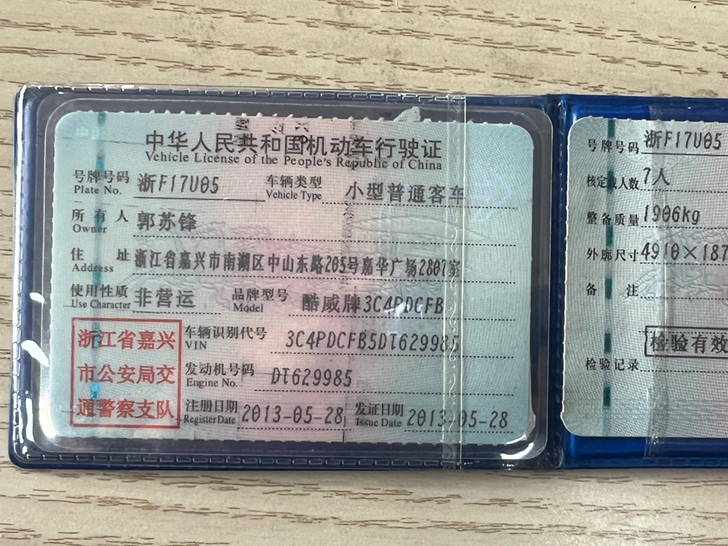 中华人民共和国机动车行驶证
Vehicle License of the People's Republic of China
号牌号码 浙F17U05 车辆类型 小型普通客车
Plate No. Vehicle Type
所有人 郭苏锋
Owner
住址 浙江省嘉兴市南湖区中山东路205号嘉华广场2807室
Address
使用性质 非营运 品牌型号 酷威牌3C4PDCFB
Use Character Model
浙江省嘉兴
市公安局交
通警察支队
车辆识别代号 3C4PDCFB5DT629985
VIN
发动机号码 DT629985
Engine No.
注册日期 2013-05-28 发证日期 2013-05-28
Register Date Issue Date
号牌号码 浙F17U05
核定载人数 7人
整备质量 1906kg
外廓尺寸 4910×187
备注
检验有效
检验记录